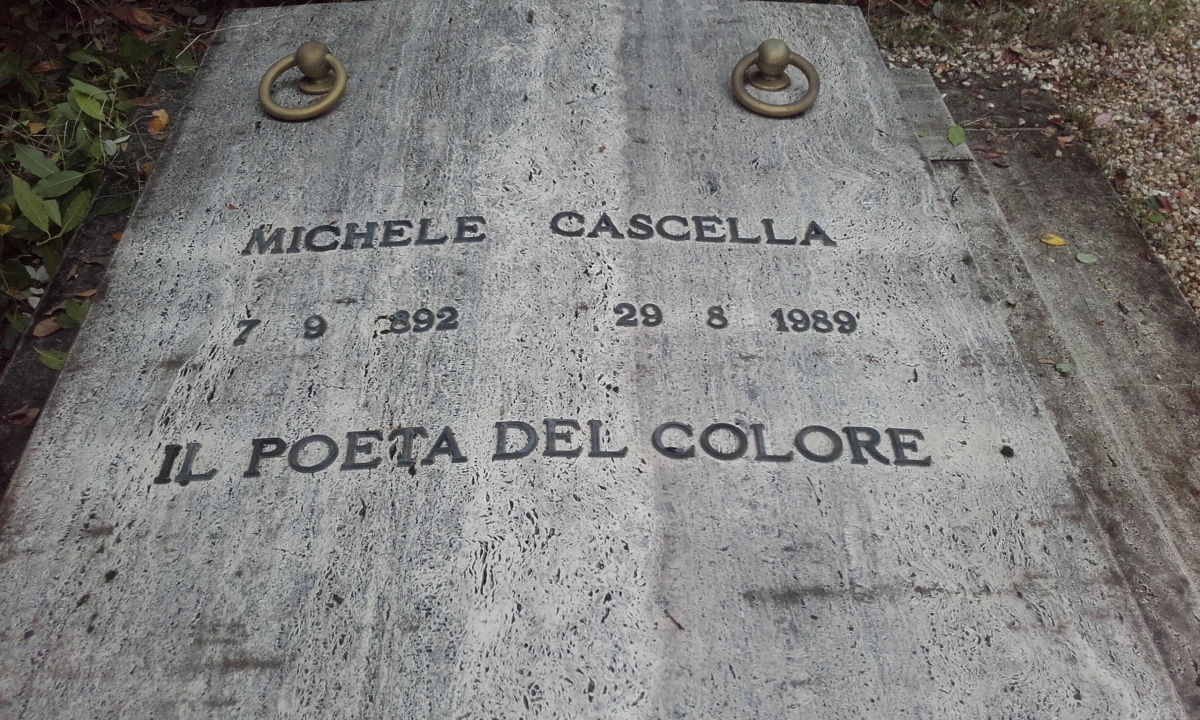 MICHELE CASCELLA
7 9 892 29 8 1989
IL POETA DEL COLORE